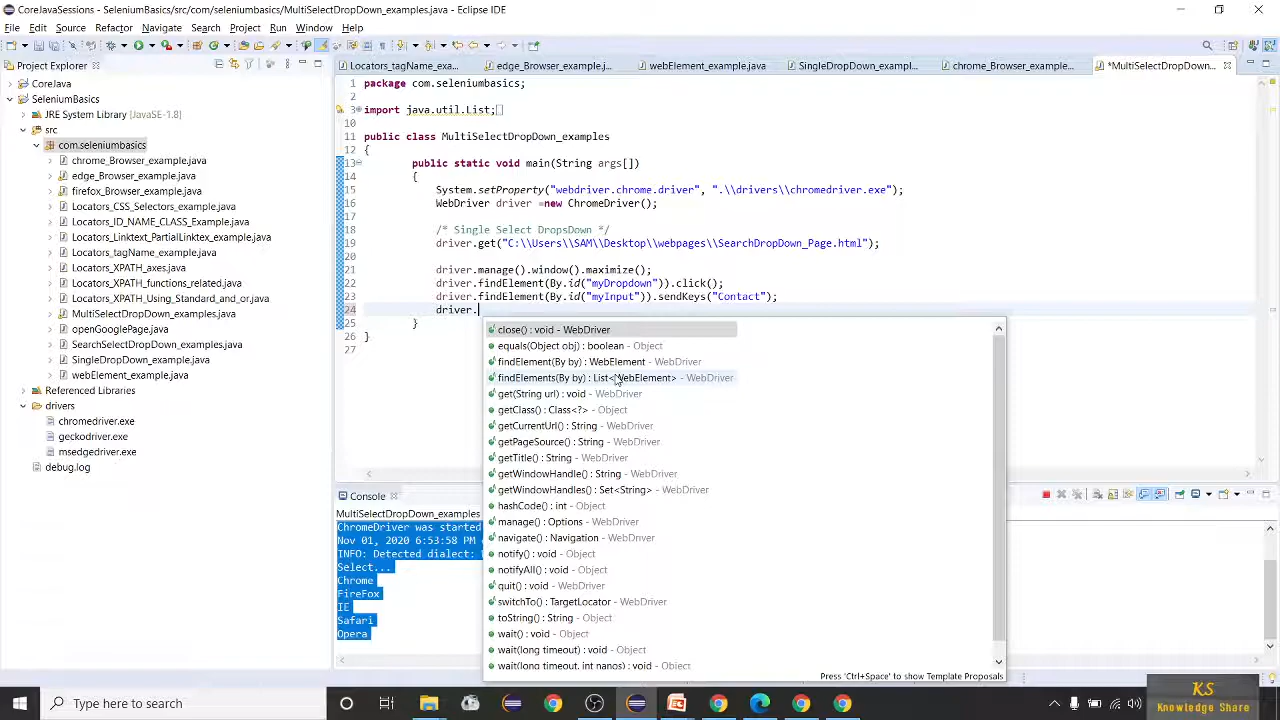 CoreJavaSessions - SeleniumBasics/src/com/seleniumbasics/MultiSelectDropDown_examples.java - Eclipse IDE
File Edit Source Refactor Navigate Search Project Run Window Help
Project Explorer
Locators_tagName_exa...
edge_Browser_example.j...
webElement_example.java
SingleDropDown_exampl...
chrome_Browser_example...
*MultiSelectDropDown...
CoreJava
SeleniumBasics
JRE System Library [JavaSE-1.8]
src
com.seleniumbasics
chrome_Browser_example.java
edge_Browser_example.java
firefox_Browser_example.java
Locators_CSS_Selectors_example.java
Locators_ID_NAME_CLASS_Example.java
Locators_Linktext_PartialLinktex_example.java
Locators_tagName_example.java
Locators_XPATH_axes.java
Locators_XPATH_functions_related.java
Locators_XPATH_Using_Standard_and_or.java
MultiSelectDropDown_examples.java
openGooglePage.java
SearchSelectDropDown_examples.java
SingleDropDown_example.java
webElement_example.java
Referenced Libraries
drivers
chromedriver.exe
geckodriver.exe
msedgedriver.exe
debug.log
1 package com.seleniumbasics;
2
3 import java.util.List;
10
11 public class MultiSelectDropDown_examples
12 {
13 public static void main(String args[])
14 {
15 System.setProperty("webdriver.chrome.driver", ".\\drivers\\chromedriver.exe");
16 WebDriver driver =new ChromeDriver();
17
18 /* Single Select DropsDown */
19 driver.get("C:\\Users\\SAM\\Desktop\\webpages\\SearchDropDown_Page.html");
20
21 driver.manage().window().maximize();
22 driver.findElement(By.id("myDropdown")).click();
23 driver.findElement(By.id("myInput")).sendKeys("Contact");
24 driver.
25 }
26 }
27
close() : void - WebDriver
equals(Object obj) : boolean - Object
findElement(By by) : WebElement - WebDriver
findElements(By by) : List<WebElement> - WebDriver
get(String url) : void - WebDriver
getClass() : Class<?> - Object
getCurrentUrl() : String - WebDriver
getPageSource() : String - WebDriver
getTitle() : String - WebDriver
getWindowHandle() : String - WebDriver
getWindowHandles() : Set<String> - WebDriver
hashCode() : int - Object
manage() : Options - WebDriver
navigate() : Navigation - WebDriver
notify() : void - Object
notifyAll() : void - Object
quit() : void - WebDriver
switchTo() : TargetLocator - WebDriver
toString() : String - Object
wait() : void - Object
wait(long timeout) : void - Object
wait(long timeout, int nanos) : void - Object
Press 'Ctrl+Space' to show Template Proposals
Console
MultiSelectDropDown_examples
ChromeDriver was started
Nov 01, 2020 6:53:58 PM
INFO: Detected dialect:
Select...
Chrome
FireFox
IE
Safari
Opera
Type here to search
KS
Knowledge Share